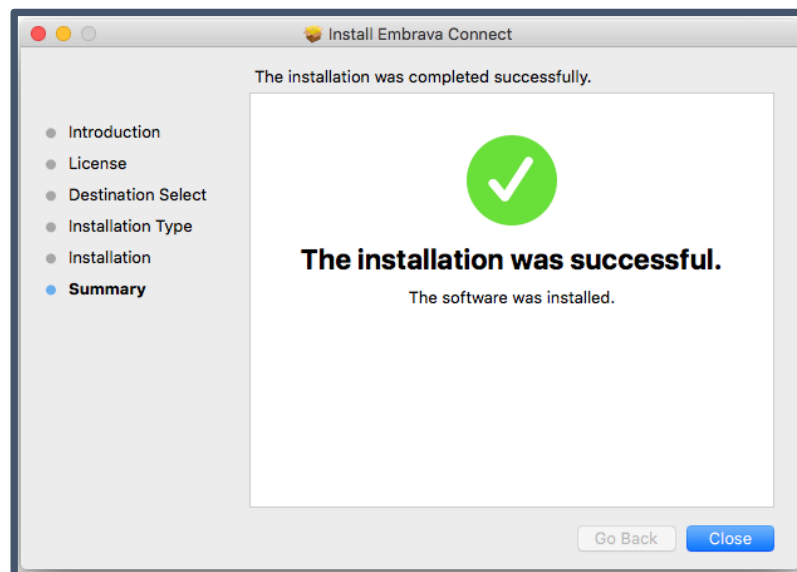 Install Embrava Connect
The installation was completed successfully.
Introduction
License
Destination Select
Installation Type
Installation
Summary
The installation was successful.
The software was installed.
Go Back
Close